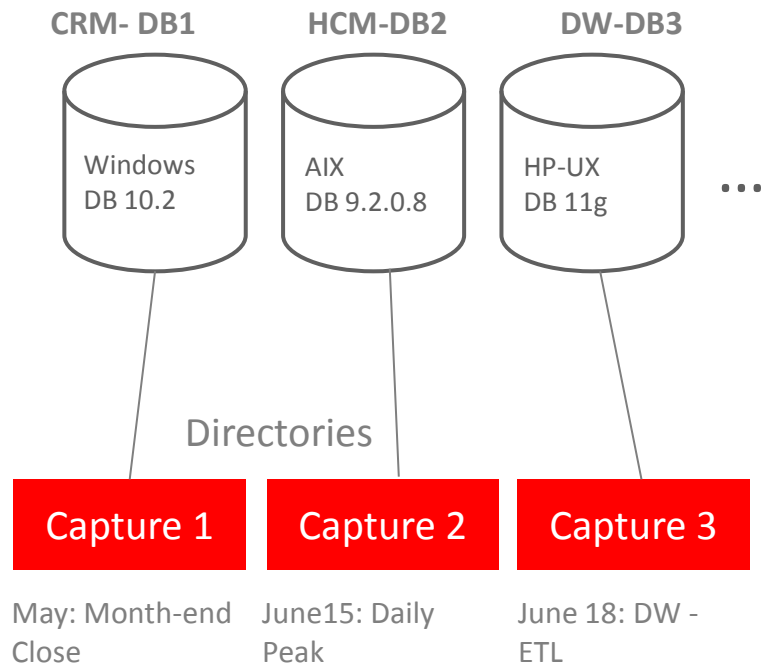 CRM- DB1
HCM-DB2
DW-DB3
Windows
DB 10.2
AIX
DB 9.2.0.8
HP-UX
DB 11g
...
Directories
Capture 1
Capture 2
Capture 3
May: Month-end
Close
June15: Daily
Peak
June 18: DW -
ETL